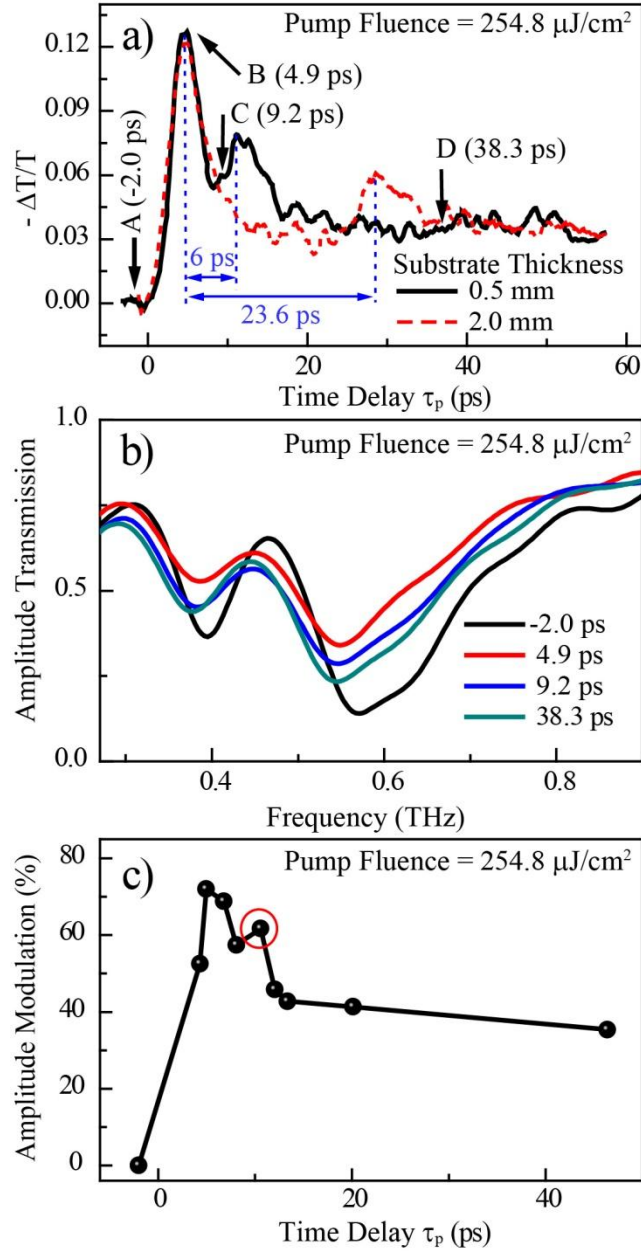 a)
Pump Fluence = 254.8 μJ/cm²
0.12
0.09
0.06
0.03
0.00
- ΔT/T
A (-2.0 ps)
B (4.9 ps)
C (9.2 ps)
D (38.3 ps)
6 ps
23.6 ps
Substrate Thickness
0.5 mm
2.0 mm
0 20 40 60
Time Delay τp (ps)
b)
Pump Fluence = 254.8 μJ/cm²
1.0
0.5
0.0
Amplitude Transmission
-2.0 ps
4.9 ps
9.2 ps
38.3 ps
0.4 0.6 0.8
Frequency (THz)
c)
Pump Fluence = 254.8 μJ/cm²
80
60
40
20
0
Amplitude Modulation (%)
0 20 40
Time Delay τp (ps)